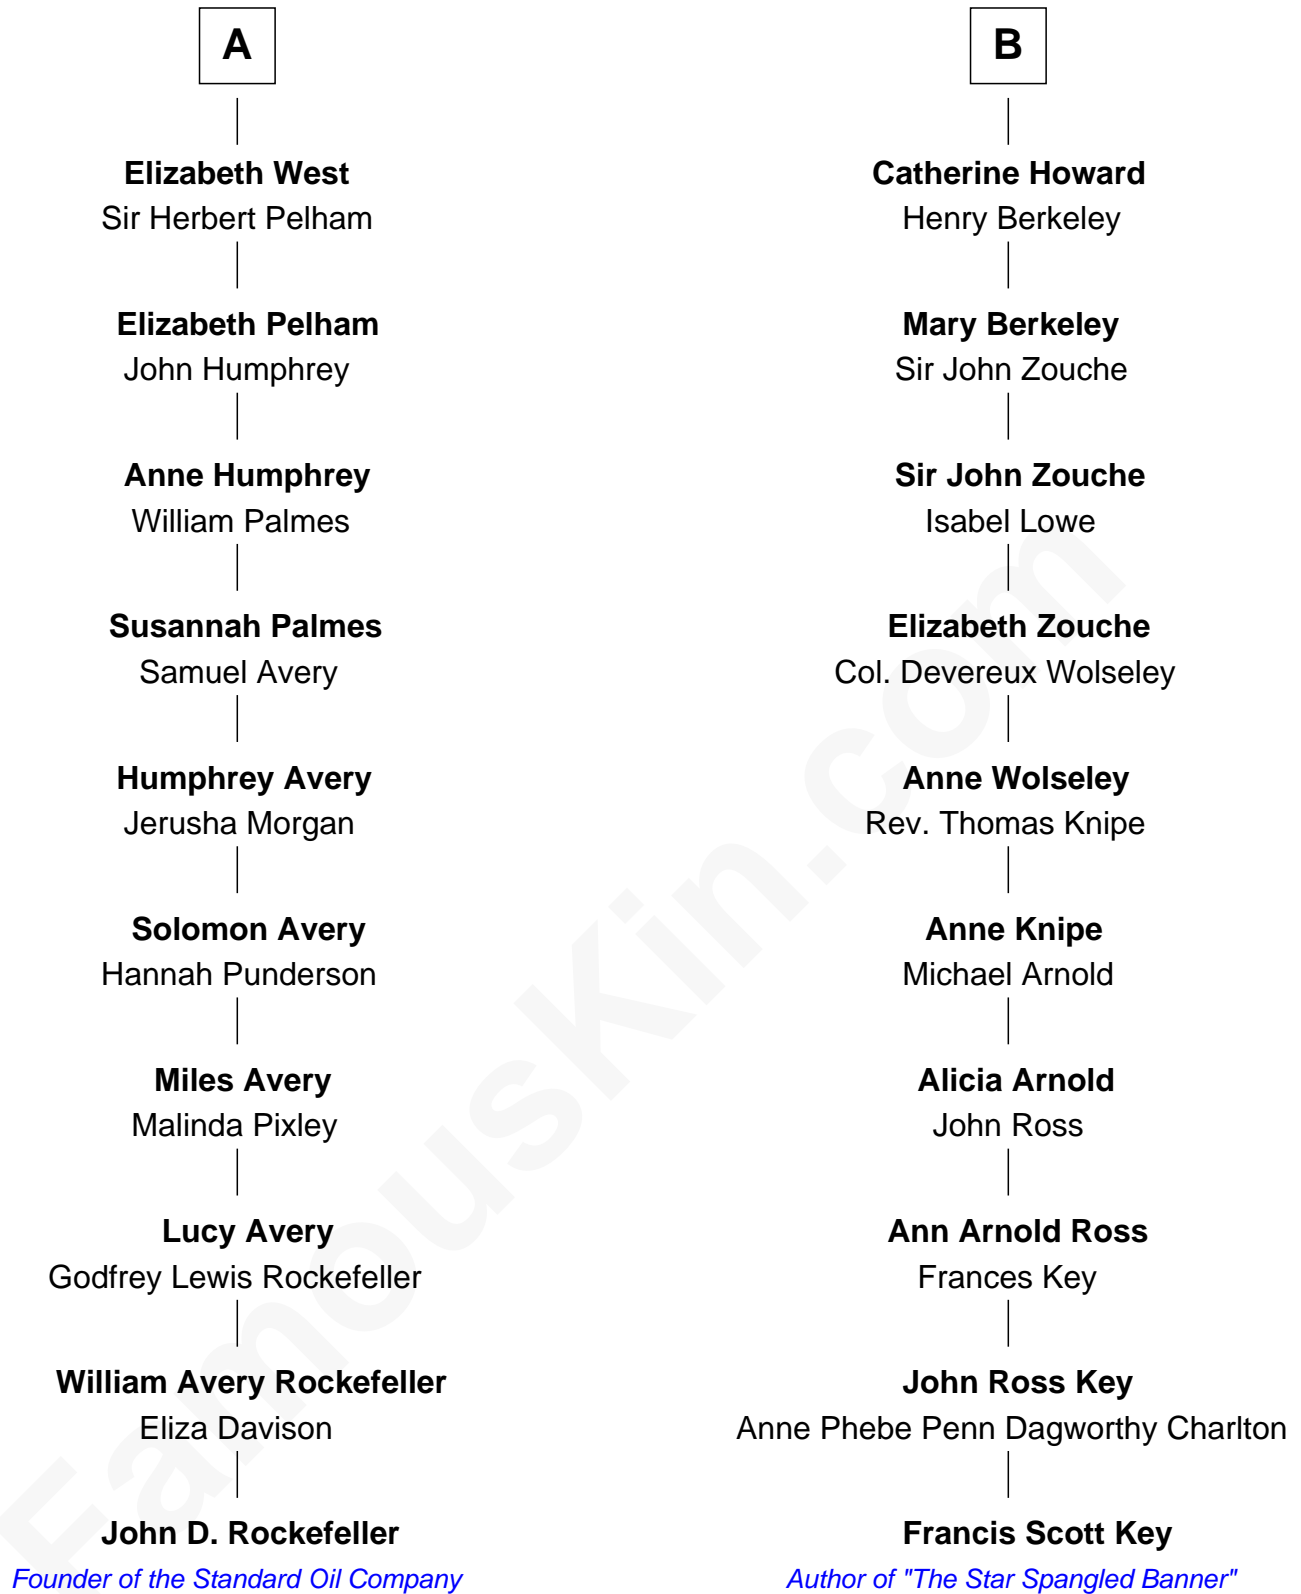 A
Elizabeth West
Sir Herbert Pelham
Elizabeth Pelham
John Humphrey
Anne Humphrey
William Palmes
Susannah Palmes
Samuel Avery
Humphrey Avery
Jerusha Morgan
Solomon Avery
Hannah Punderson
Miles Avery
Malinda Pixley
Lucy Avery
Godfrey Lewis Rockefeller
William Avery Rockefeller
Eliza Davison
John D. Rockefeller
Founder of the Standard Oil Company
B
Catherine Howard
Henry Berkeley
Mary Berkeley
Sir John Zouche
Sir John Zouche
Isabel Lowe
Elizabeth Zouche
Col. Devereux Wolseley
Anne Wolseley
Rev. Thomas Knipe
Anne Knipe
Michael Arnold
Alicia Arnold
John Ross
Ann Arnold Ross
Frances Key
John Ross Key
Anne Phebe Penn Dagworthy Charlton
Francis Scott Key
Author of "The Star Spangled Banner"
FamousKin.com